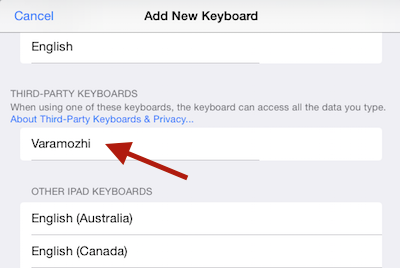 Cancel Add New Keyboard
English
THIRD-PARTY KEYBOARDS
When using one of these keyboards, the keyboard can access all the data you type.
About Third-Party Keyboards & Privacy...
Varamozhi
OTHER IPAD KEYBOARDS
English (Australia)
English (Canada)